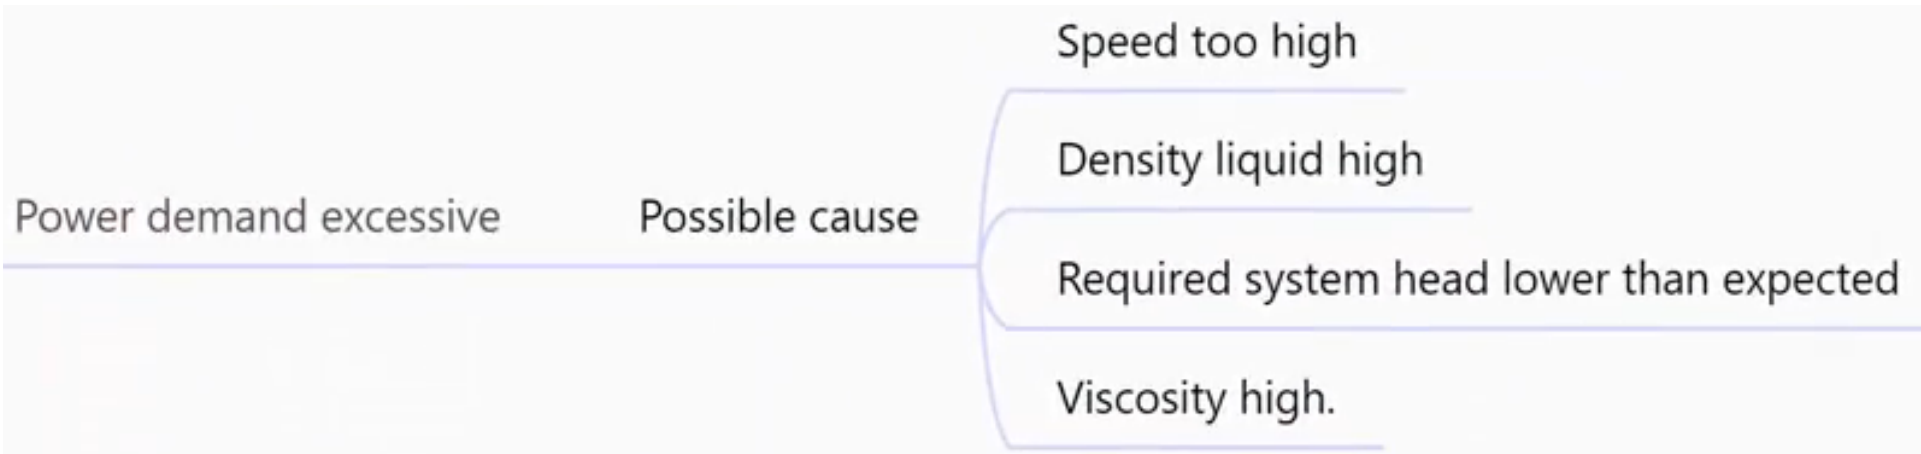 Power demand excessive
Possible cause
Speed too high
Density liquid high
Required system head lower than expected
Viscosity high.